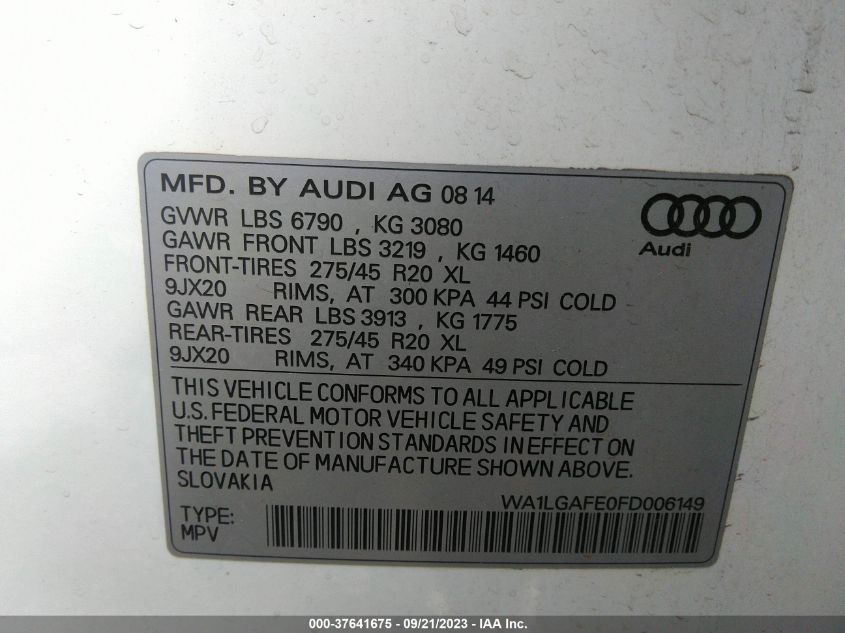 MFD. BY AUDI AG 08 14
GVWR LBS 6790 , KG 3080
GAWR FRONT LBS 3219 , KG 1460
FRONT-TIRES 275/45 R20 XL
9JX20 RIMS, AT 300 KPA 44 PSI COLD
GAWR REAR LBS 3913 , KG 1775
REAR-TIRES 275/45 R20 XL
9JX20 RIMS, AT 340 KPA 49 PSI COLD
Audi
THIS VEHICLE CONFORMS TO ALL APPLICABLE
U.S. FEDERAL MOTOR VEHICLE SAFETY AND
THEFT PREVENTION STANDARDS IN EFFECT ON
THE DATE OF MANUFACTURE SHOWN ABOVE.
SLOVAKIA
WA1LGAFE0FD006149
TYPE:
MPV
000-37641675 - 09/21/2023 - IAA Inc.